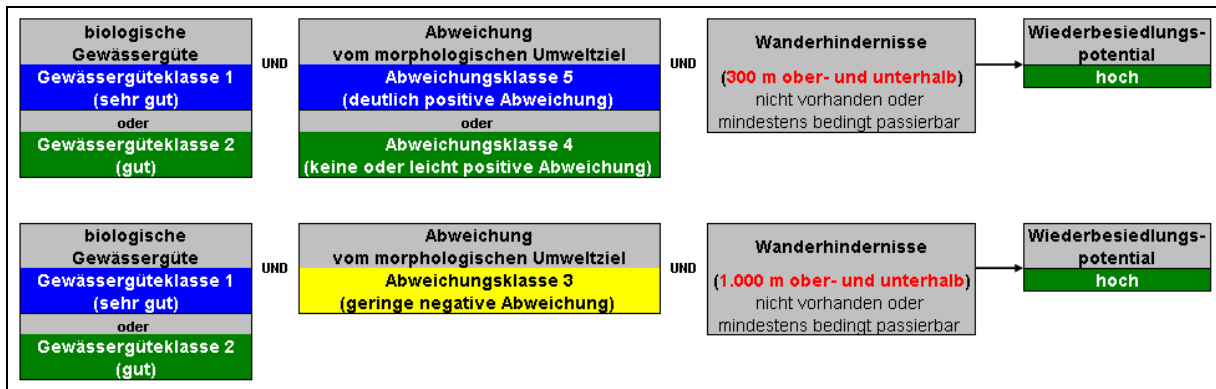 biologische
Gewässergüte
Gewässergüteklasse 1
(sehr gut)
oder
Gewässergüteklasse 2
(gut)
UND
Abweichung
vom morphologischen Umweltziel
Abweichungsklasse 5
(deutlich positive Abweichung)
oder
Abweichungsklasse 4
(keine oder leicht positive Abweichung)
UND
Wanderhindernisse
(300 m ober- und unterhalb)
nicht vorhanden oder
mindestens bedingt passierbar
Wiederbesiedlungs-
potential
hoch
biologische
Gewässergüte
Gewässergüteklasse 1
(sehr gut)
oder
Gewässergüteklasse 2
(gut)
UND
Abweichung
vom morphologischen Umweltziel
Abweichungsklasse 3
(geringe negative Abweichung)
UND
Wanderhindernisse
(1.000 m ober- und unterhalb)
nicht vorhanden oder
mindestens bedingt passierbar
Wiederbesiedlungs-
potential
hoch